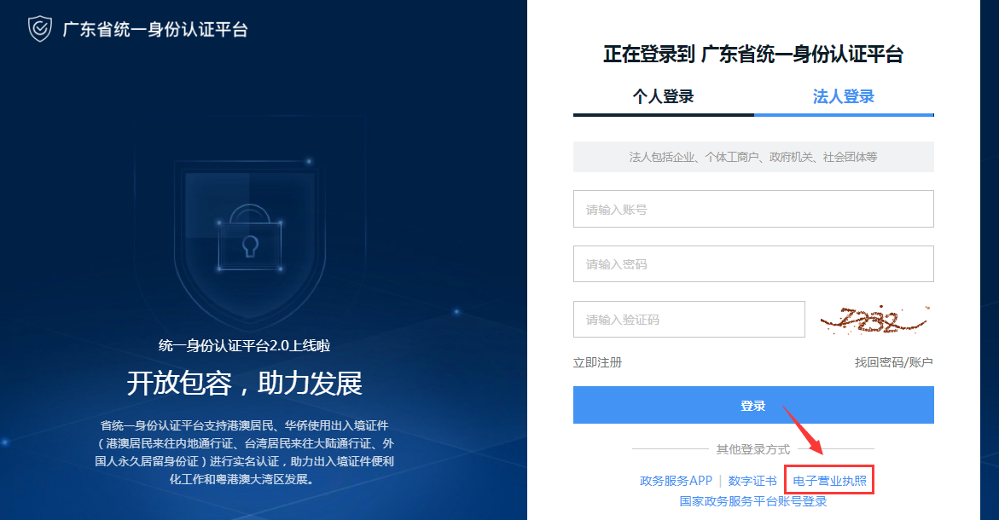 广东省统一身份认证平台
统一身份认证平台2.0上线啦
开放包容，助力发展
省统一身份认证平台支持港澳居民、华侨使用出入境证件
（港澳居民来往内地通行证、台湾居民来往大陆通行证、外
国人永久居留身份证）进行实名认证，助力出入境证件便利
化工作和粤港澳大湾区发展。
正在登录到 广东省统一身份认证平台
个人登录 法人登录
法人包括企业、个体工商户、政府机关、社会团体等
请输入账号
请输入密码
请输入验证码 7232
立即注册 找回密码/账户
登录
其他登录方式
政务服务APP | 数字证书 电子营业执照
国家政务服务平台账号登录